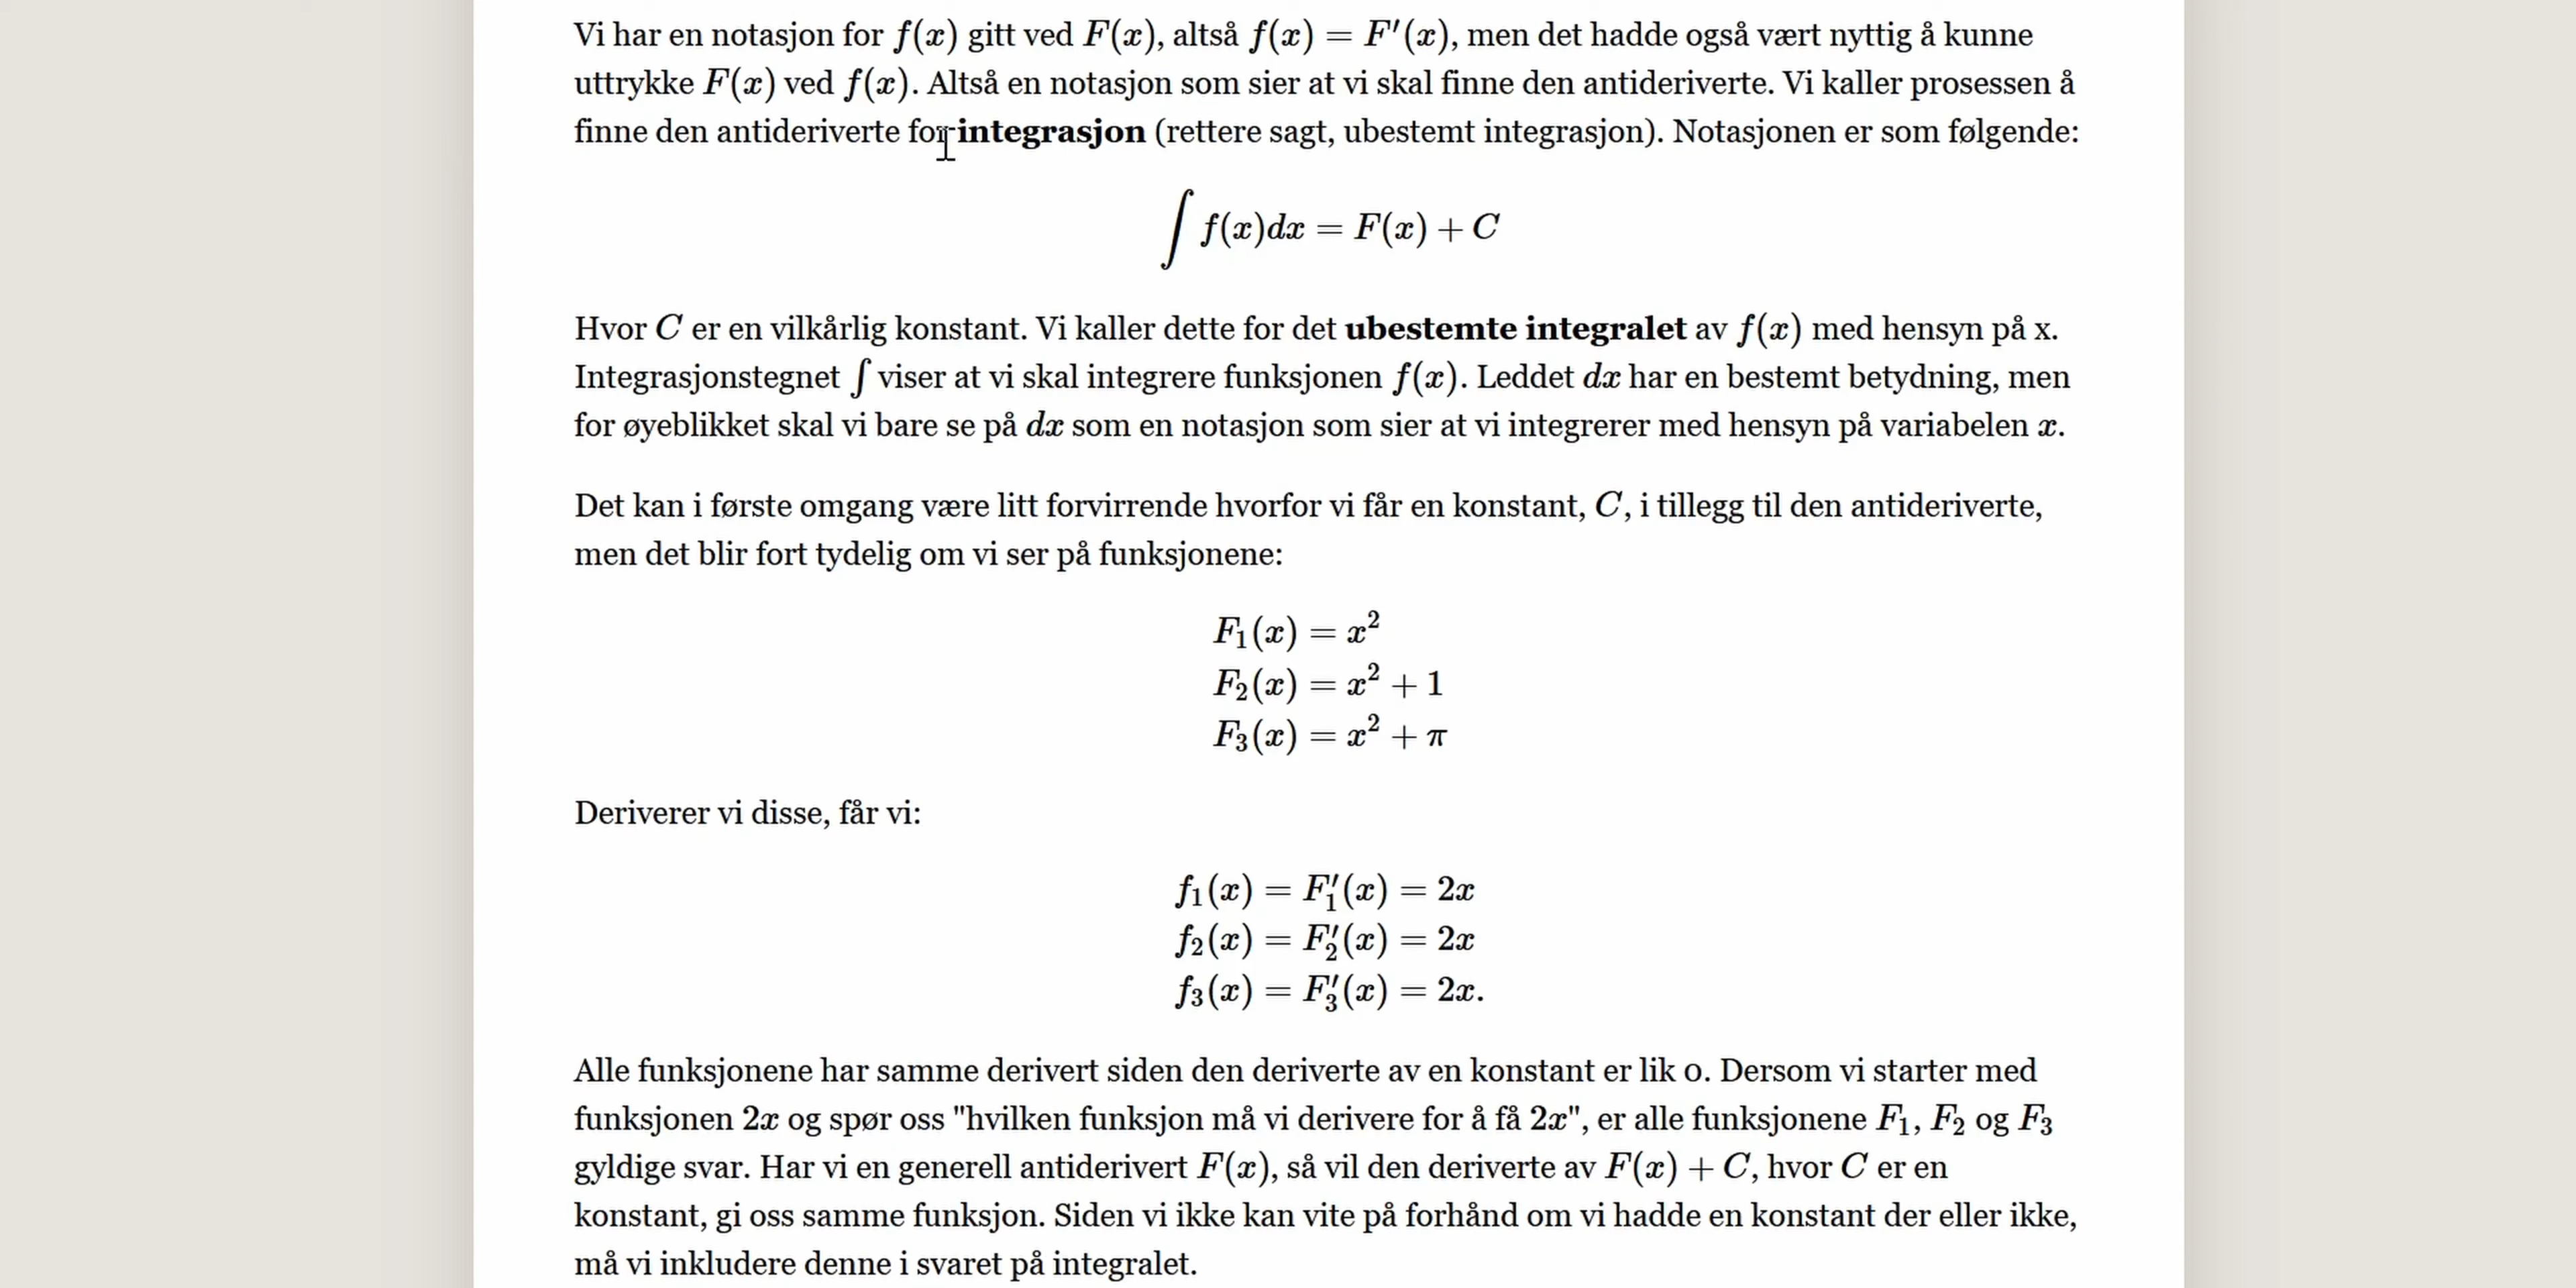 Vi har en notasjon for f(x) gitt ved F(x), altså f(x) = F′(x), men det hadde også vært nyttig å kunne
uttrykke F(x) ved f(x). Altså en notasjon som sier at vi skal finne den antideriverte. Vi kaller prosessen å
finne den antideriverte for integrasjon (rettere sagt, ubestemt integrasjon). Notasjonen er som følgende:
∫ f(x)dx = F(x) + C
Hvor C er en vilkårlig konstant. Vi kaller dette for det ubestemte integralet av f(x) med hensyn på x.
Integrasjonstegnet ∫ viser at vi skal integrere funksjonen f(x). Leddet dx har en bestemt betydning, men
for øyeblikket skal vi bare se på dx som en notasjon som sier at vi integrerer med hensyn på variabelen x.
Det kan i første omgang være litt forvirrende hvorfor vi får en konstant, C, i tillegg til den antideriverte,
men det blir fort tydelig om vi ser på funksjonene:
F₁(x) = x²
F₂(x) = x² + 1
F₃(x) = x² + π
Deriverer vi disse, får vi:
f₁(x) = F₁′(x) = 2x
f₂(x) = F₂′(x) = 2x
f₃(x) = F₃′(x) = 2x.
Alle funksjonene har samme derivert siden den deriverte av en konstant er lik 0. Dersom vi starter med
funksjonen 2x og spør oss "hvilken funksjon må vi derivere for å få 2x", er alle funksjonene F₁, F₂ og F₃
gyldige svar. Har vi en generell antiderivert F(x), så vil den deriverte av F(x) + C, hvor C er en
konstant, gi oss samme funksjon. Siden vi ikke kan vite på forhånd om vi hadde en konstant der eller ikke,
må vi inkludere denne i svaret på integralet.